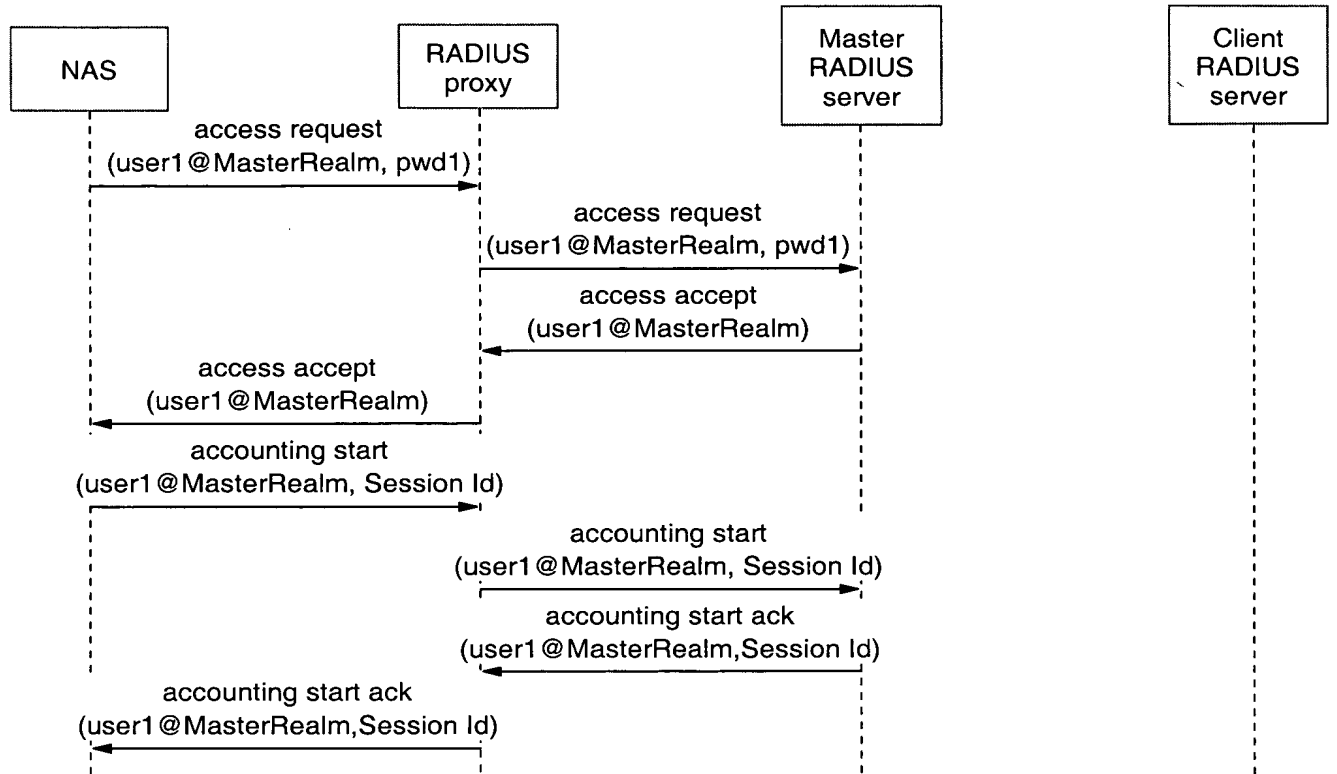 NAS
RADIUS
proxy
Master
RADIUS
server
Client
RADIUS
server
access request
(user1@MasterRealm, pwd1)
access request
(user1@MasterRealm, pwd1)
access accept
(user1@MasterRealm)
access accept
(user1@MasterRealm)
accounting start
(user1@MasterRealm, Session Id)
accounting start
(user1@MasterRealm, Session Id)
accounting start ack
(user1@MasterRealm,Session Id)
accounting start ack
(user1@MasterRealm,Session Id)